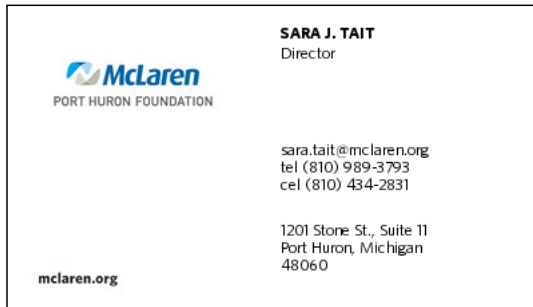 McLaren
PORT HURON FOUNDATION
mclaren.org
SARA J. TAIT
Director
sara.tait@mclaren.org
tel (810) 989-3793
cel (810) 434-2831
1201 Stone St., Suite 11
Port Huron, Michigan
48060